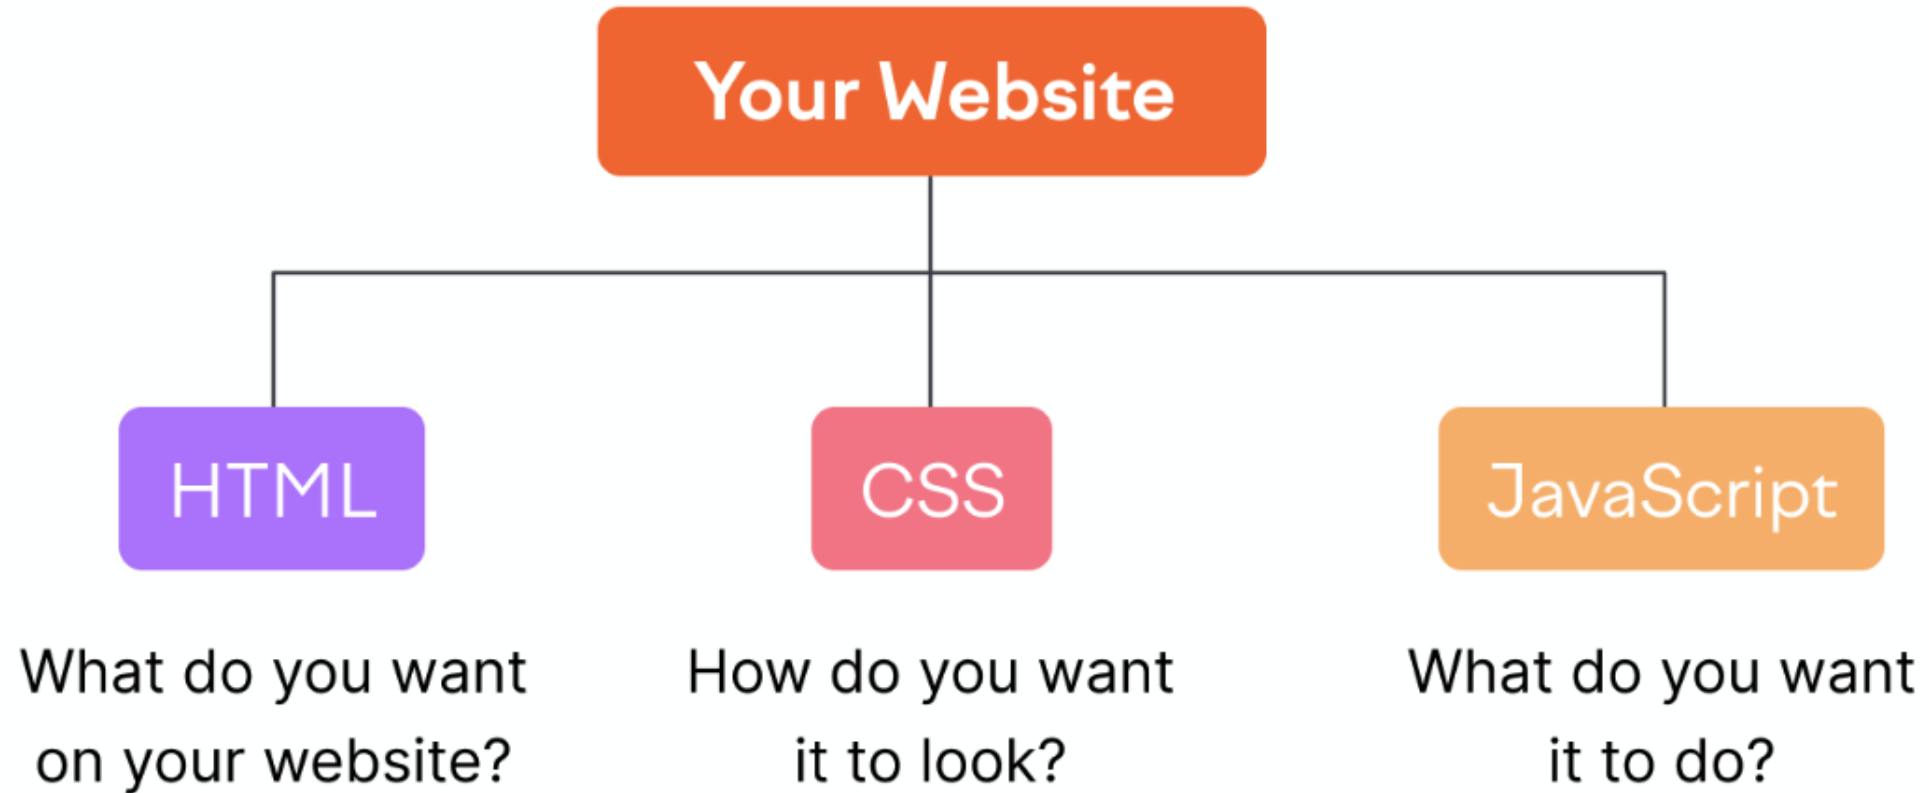 Your Website
HTML
CSS
JavaScript
What do you want
on your website?
How do you want
it to look?
What do you want
it to do?